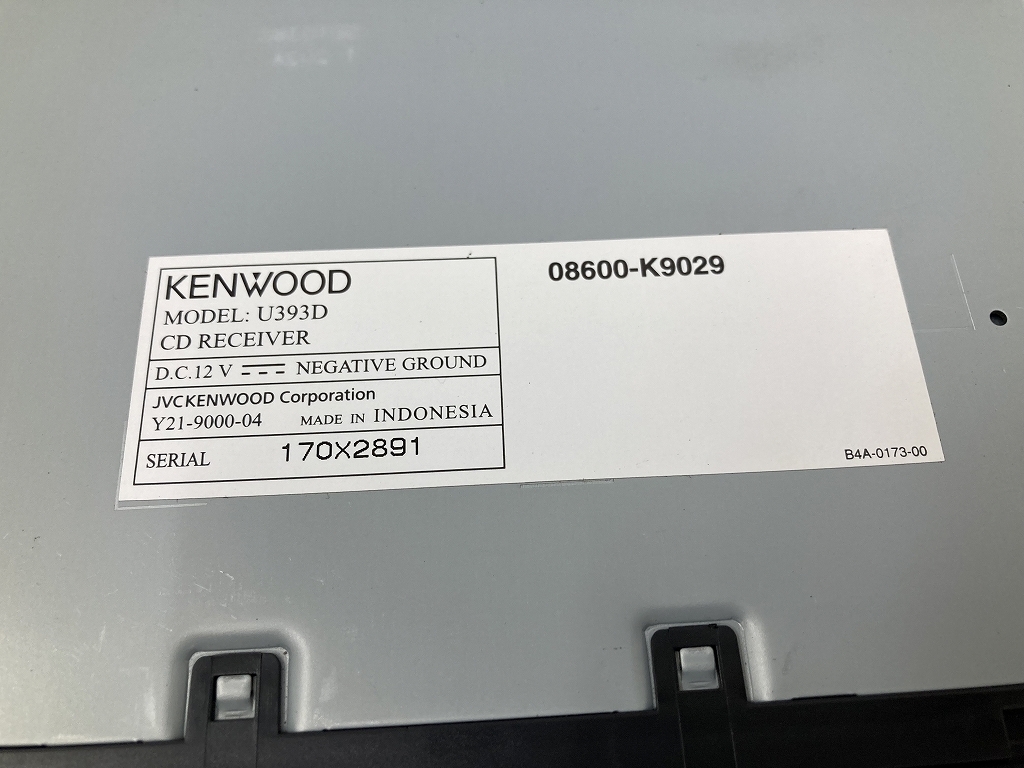 KENWOOD
MODEL: U393D
CD RECEIVER
D.C.12 V NEGATIVE GROUND
JVCKENWOOD Corporation
Y21-9000-04 MADE IN INDONESIA
SERIAL 170X2891
08600-K9029
B4A-0173-00